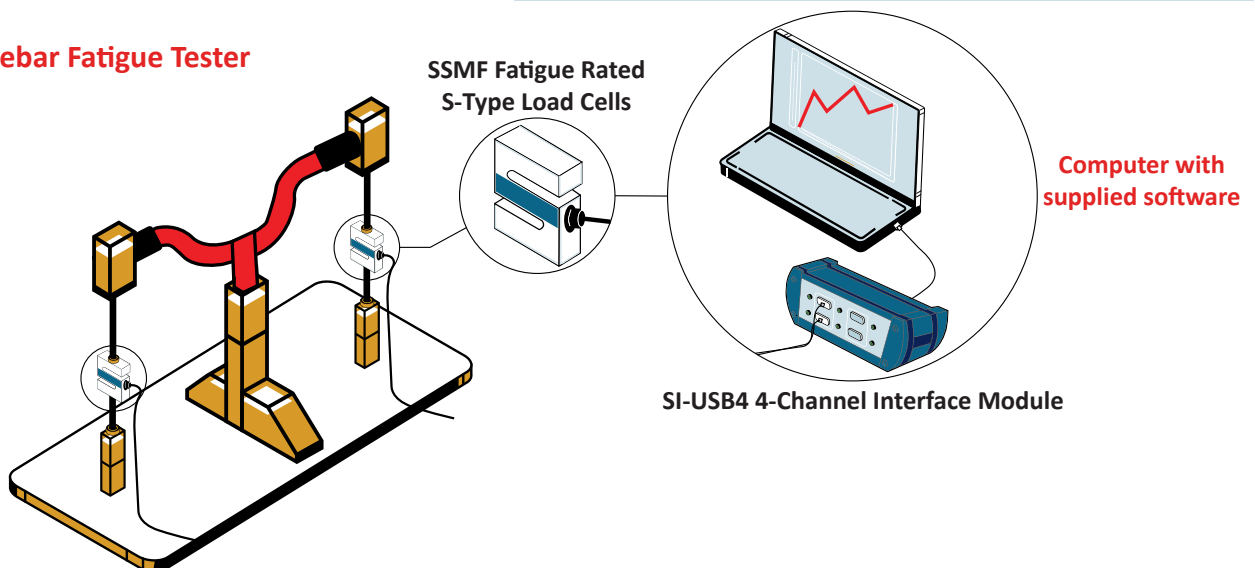 ebar Fatigue Tester
SSMF Fatigue Rated
S-Type Load Cells
Computer with
supplied software
SI-USB4 4-Channel Interface Module